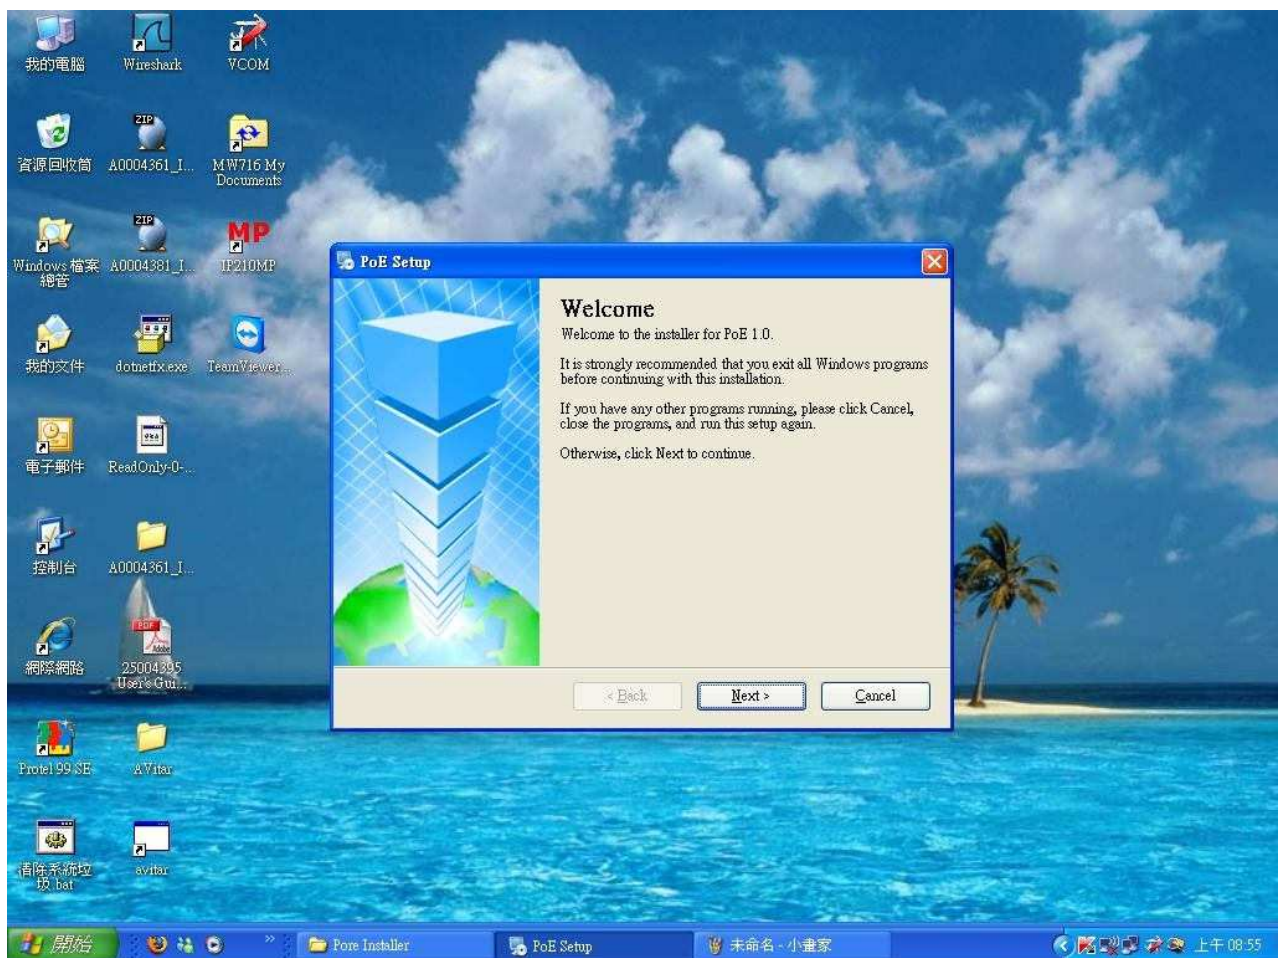 我的電腦
Wireshark
VCOM
ZIP
資源回收筒
A0004361_I...
MW716 My
Documents
ZIP
MP
Windows 檔案
總管
A0004381_I...
IP210MP
我的文件
dotnetfx.exe
TeamViewer...
電子郵件
ReadOnly-0-...
控制台
A0004361_I...
網際網路
PDF
Adobe
25004395
User's Gui...
Protel 99 SE
AVitar
清除系統垃
圾.bat
avitar
PoE Setup
Welcome
Welcome to the installer for PoE 1.0.
It is strongly recommended that you exit all Windows programs
before continuing with this installation.
If you have any other programs running, please click Cancel,
close the programs, and run this setup again.
Otherwise, click Next to continue.
< Back
Next >
Cancel
開始
»
Pore Installer
PoE Setup
未命名 - 小畫家
上午 08:55